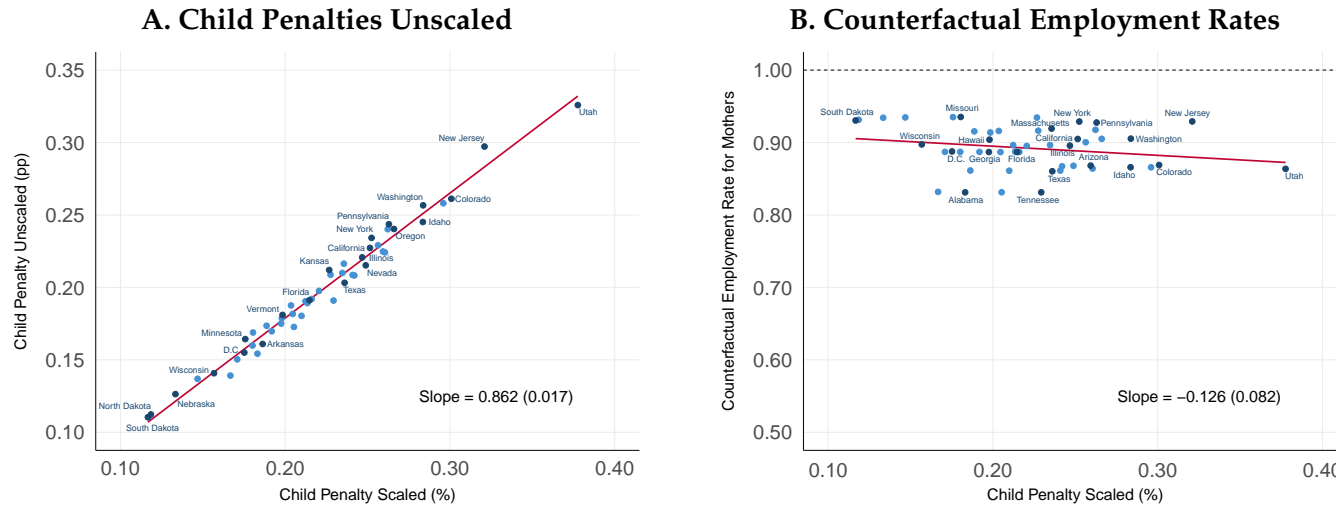 A. Child Penalties Unscaled
Child Penalty Unscaled (pp)
0.35
0.30
0.25
0.20
0.15
0.10
Utah
New Jersey
Washington
Colorado
Pennsylvania
Idaho
New York
Oregon
California
Illinois
Kansas
Nevada
Texas
Florida
Vermont
Minnesota
D.C.
Arkansas
Wisconsin
Nebraska
North Dakota
South Dakota
Slope = 0.862 (0.017)
0.10 0.20 0.30 0.40
Child Penalty Scaled (%)
B. Counterfactual Employment Rates
Counterfactual Employment Rate for Mothers
1.00
0.90
0.80
0.70
0.60
0.50
South Dakota
Missouri
New York
New Jersey
Massachusetts
Pennsylvania
Wisconsin
Hawaii
California
Washington
D.C.
Georgia
Florida
Illinois
Arizona
Texas
Idaho
Colorado
Utah
Alabama
Tennessee
Slope = −0.126 (0.082)
0.10 0.20 0.30 0.40
Child Penalty Scaled (%)